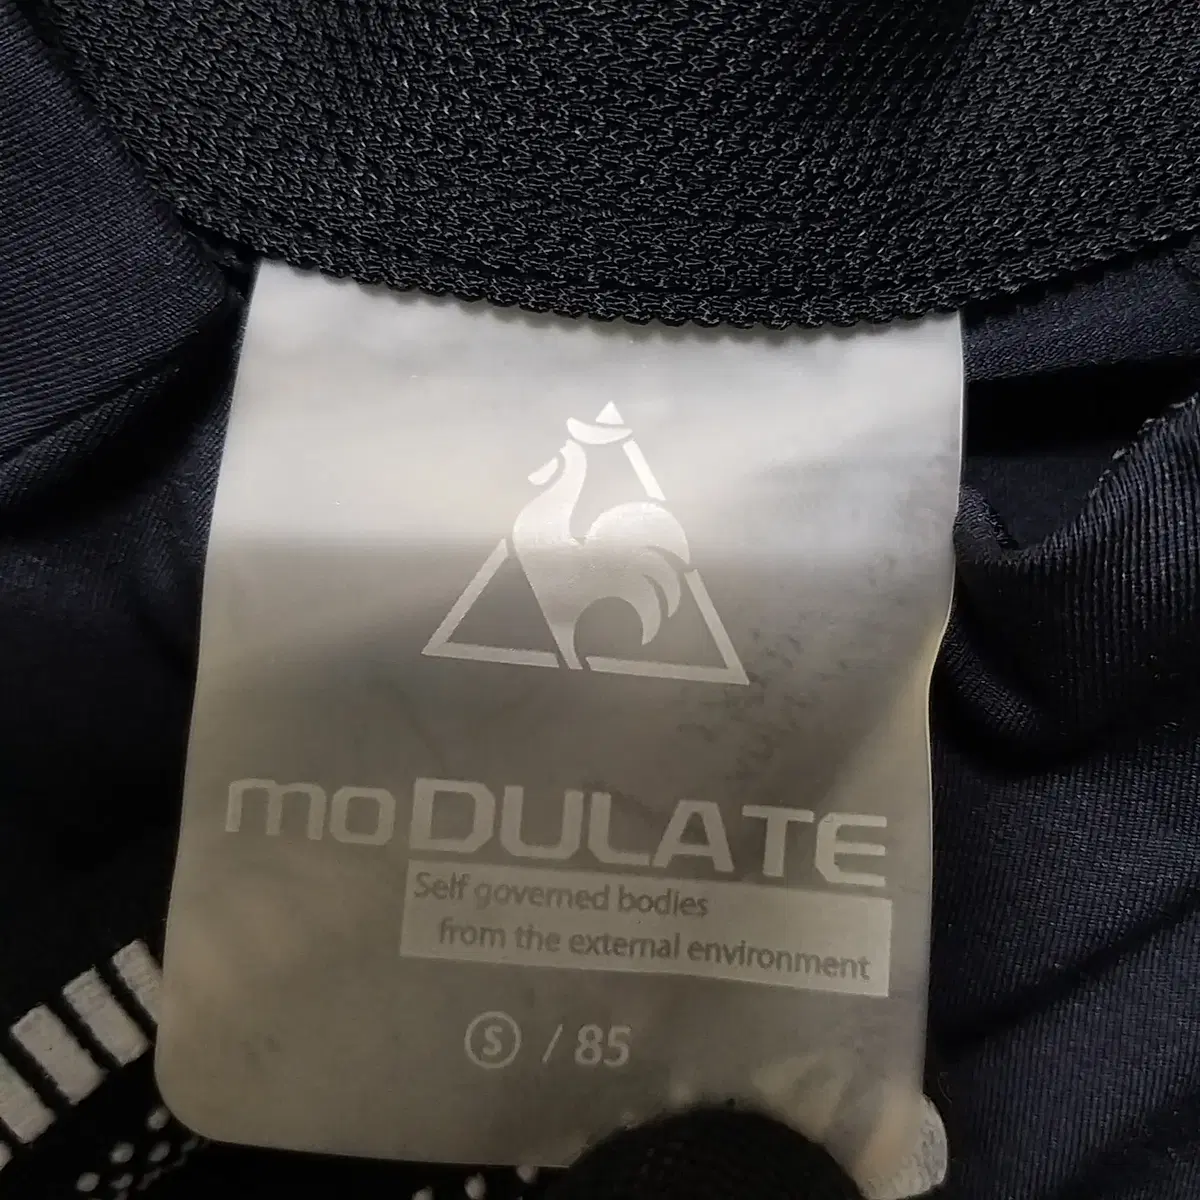 moDULATE
Self governed bodies
from the external environment
S / 85